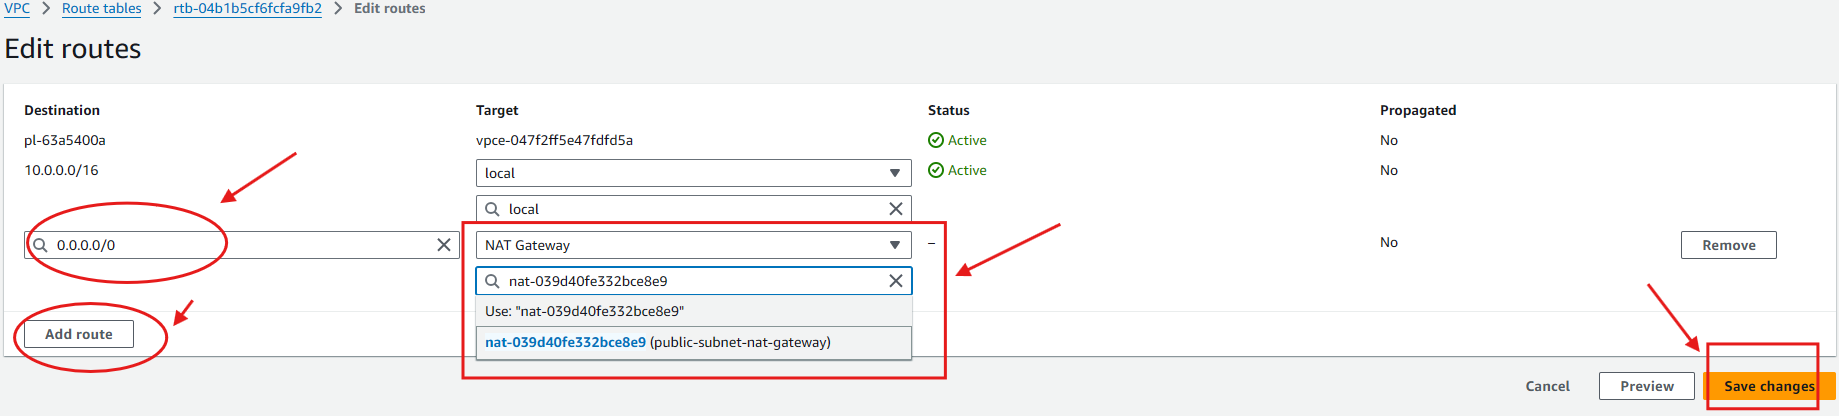 VPC > Route tables > rtb-04b1b5cf6fcfa9fb2 > Edit routes
Edit routes
Destination Target Status Propagated
pl-63a5400a vpce-047f2ff5e47fdfd5a Active No
10.0.0.0/16 local Active No
local
0.0.0.0/0 NAT Gateway – No Remove
nat-039d40fe332bce8e9
Use: "nat-039d40fe332bce8e9"
Add route nat-039d40fe332bce8e9 (public-subnet-nat-gateway)
Cancel Preview Save changes